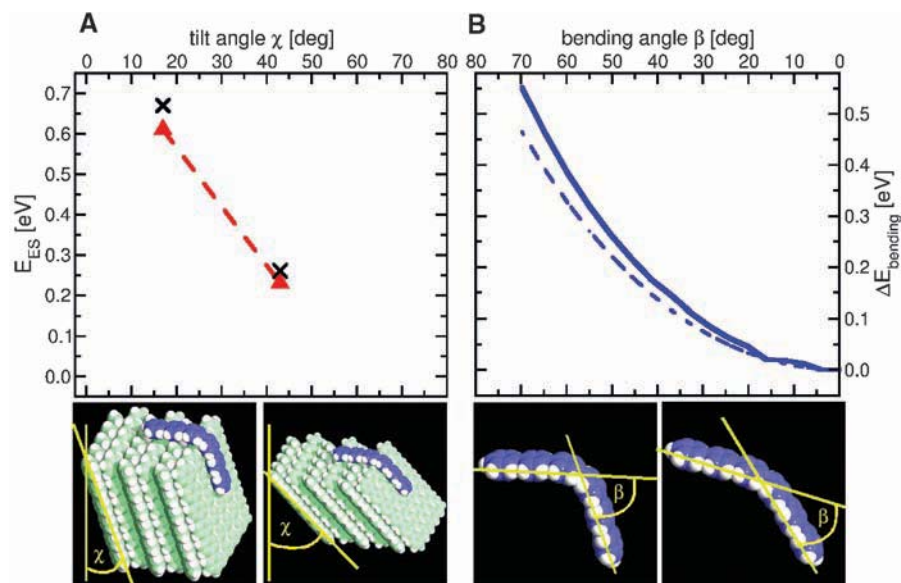 A
tilt angle χ [deg]
0 10 20 30 40 50 60 70 80
E_ES [eV]
0.7
0.6
0.5
0.4
0.3
0.2
0.1
0.0
χ
χ
B
bending angle β [deg]
80 70 60 50 40 30 20 10 0
0.5
0.4
0.3
0.2
0.1
0.0
ΔE_bending [eV]
β
β